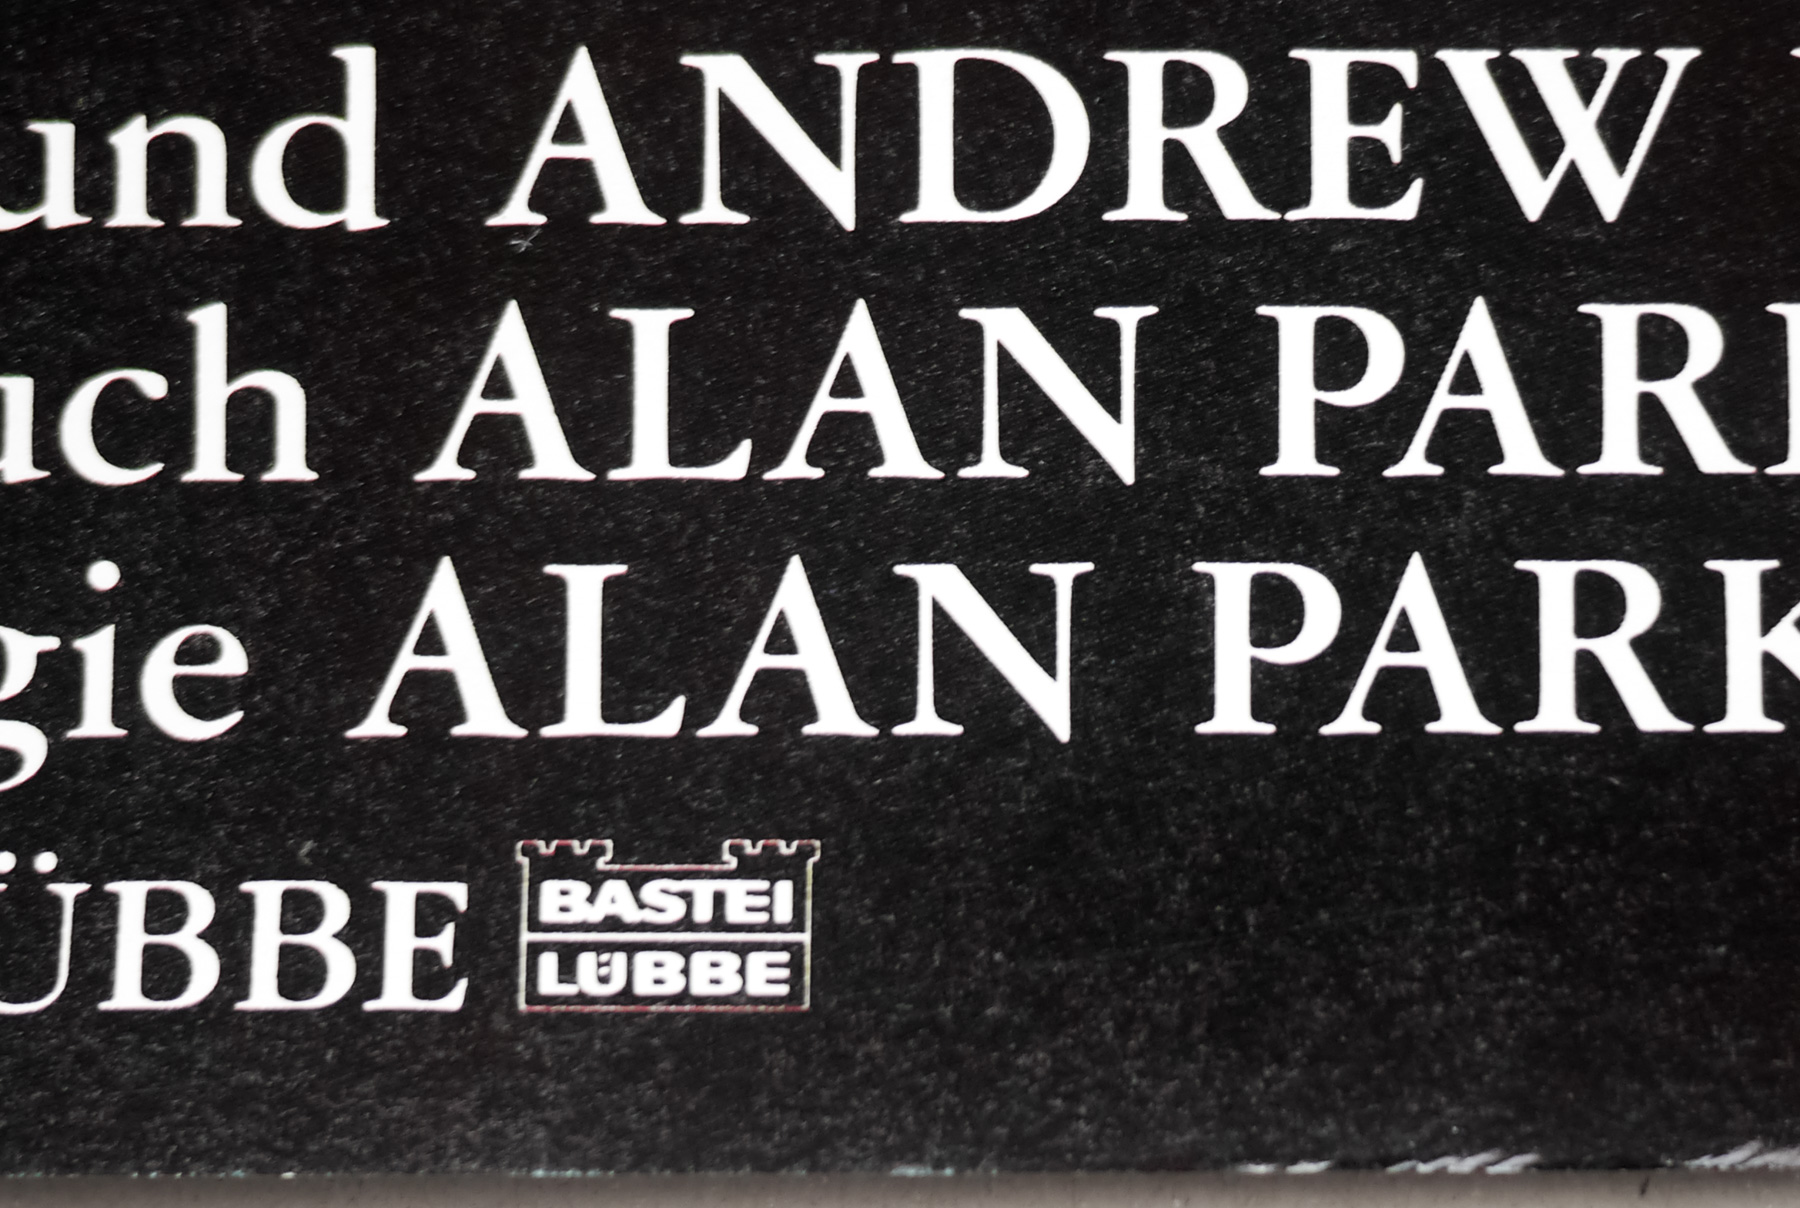 und ANDREW
uch ALAN PAR
gie ALAN PARK
ÜBBE BASTEI
LÜBBE